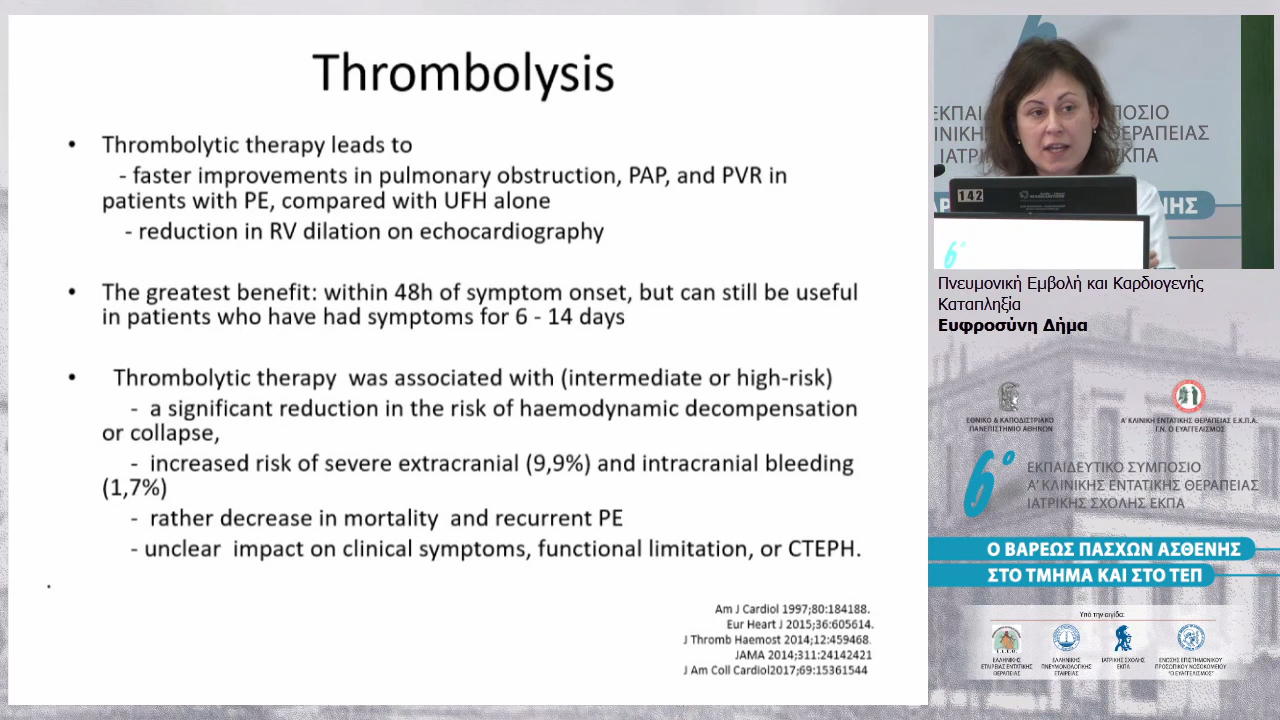 Thrombolysis
• Thrombolytic therapy leads to
- faster improvements in pulmonary obstruction, PAP, and PVR in
patients with PE, compared with UFH alone
- reduction in RV dilation on echocardiography
• The greatest benefit: within 48h of symptom onset, but can still be useful
in patients who have had symptoms for 6 - 14 days
• Thrombolytic therapy was associated with (intermediate or high-risk)
- a significant reduction in the risk of haemodynamic decompensation
or collapse,
- increased risk of severe extracranial (9,9%) and intracranial bleeding
(1,7%)
- rather decrease in mortality and recurrent PE
- unclear impact on clinical symptoms, functional limitation, or CTEPH.
.
Am J Cardiol 1997;80:184188.
Eur Heart J 2015;36:605614.
J Thromb Haemost 2014;12:459468.
JAMA 2014;311:24142421
J Am Coll Cardiol2017;69:15361544
142
6°
Πνευμονική Εμβολή και Καρδιογενής
Καταπληξία
Ευφροσύνη Δήμα
ΕΘΝΙΚΟ & ΚΑΠΟΔΙΣΤΡΙΑΚΟ
ΠΑΝΕΠΙΣΤΗΜΙΟ ΑΘΗΝΩΝ
Α' ΚΛΙΝΙΚΗ ΕΝΤΑΤΙΚΗΣ ΘΕΡΑΠΕΙΑΣ Ε.Κ.Π.Α.
Γ.Ν. Ο ΕΥΑΓΓΕΛΙΣΜΟΣ
6°
ΕΚΠΑΙΔΕΥΤΙΚΟ ΣΥΜΠΟΣΙΟ
Α' ΚΛΙΝΙΚΗΣ ΕΝΤΑΤΙΚΗΣ ΘΕΡΑΠΕΙΑΣ
ΙΑΤΡΙΚΗΣ ΣΧΟΛΗΣ ΕΚΠΑ
Ο ΒΑΡΕΩΣ ΠΑΣΧΩΝ ΑΣΘΕΝΗΣ
ΣΤΟ ΤΜΗΜΑ ΚΑΙ ΣΤΟ ΤΕΠ
Υπό την αιγίδα:
ΕΛΛΗΝΙΚΗΣ
ΕΤΑΙΡΕΙΑΣ ΕΝΤΑΤΙΚΗΣ
ΘΕΡΑΠΕΙΑΣ
ΕΛΛΗΝΙΚΗΣ
ΠΝΕΥΜΟΝΟΛΟΓΙΚΗΣ
ΕΤΑΙΡΕΙΑΣ
ΙΑΤΡΙΚΗΣ ΣΧΟΛΗΣ
ΕΚΠΑ
ΕΝΩΣΗΣ ΕΠΙΣΤΗΜΟΝΙΚΟΥ
ΠΡΟΣΩΠΙΚΟΥ ΝΟΣΟΚΟΜΕΙΟΥ
"Ο ΕΥΑΓΓΕΛΙΣΜΟΣ"